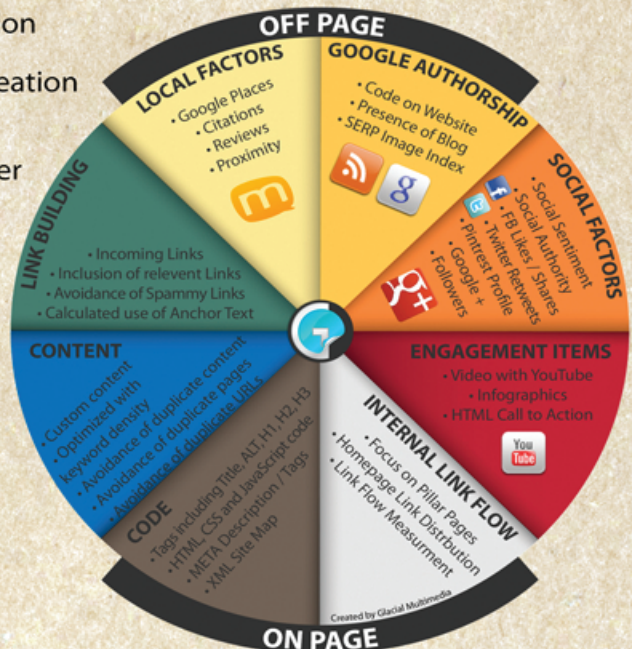 on
eation
er
OFF PAGE
LOCAL FACTORS
• Google Places
• Citations
• Reviews
• Proximity
m
GOOGLE AUTHORSHIP
• Code on Website
• Presence of Blog
• SERP Image Index
g
SOCIAL FACTORS
• Social Sentiment
• Social Authority
• FB Likes / Shares
• Twitter Retweets
• Pintrest Profile
• Google +
• Followers
f
g+
LINK BUILDING
• Incoming Links
• Inclusion of relevent Links
• Avoidance of Spammy Links
• Calculated use of Anchor Text
CONTENT
• Custom content
• Optimized with
keyword density
• Avoidance of duplicate content
• Avoidance of duplicate pages
• Avoidance of duplicate URLs
ENGAGEMENT ITEMS
• Video with YouTube
• Infographics
• HTML Call to Action
You
Tube
CODE
• Tags including Title, ALT, H1, H2, H3
• HTML, CSS and JavaScript code
• META Description / Tags
• XML Site Map
INTERNAL LINK FLOW
• Focus on Pillar Pages
• Homepage Link Distrbution
• Link Flow Measurment
Created by Glacial Multimedia
ON PAGE